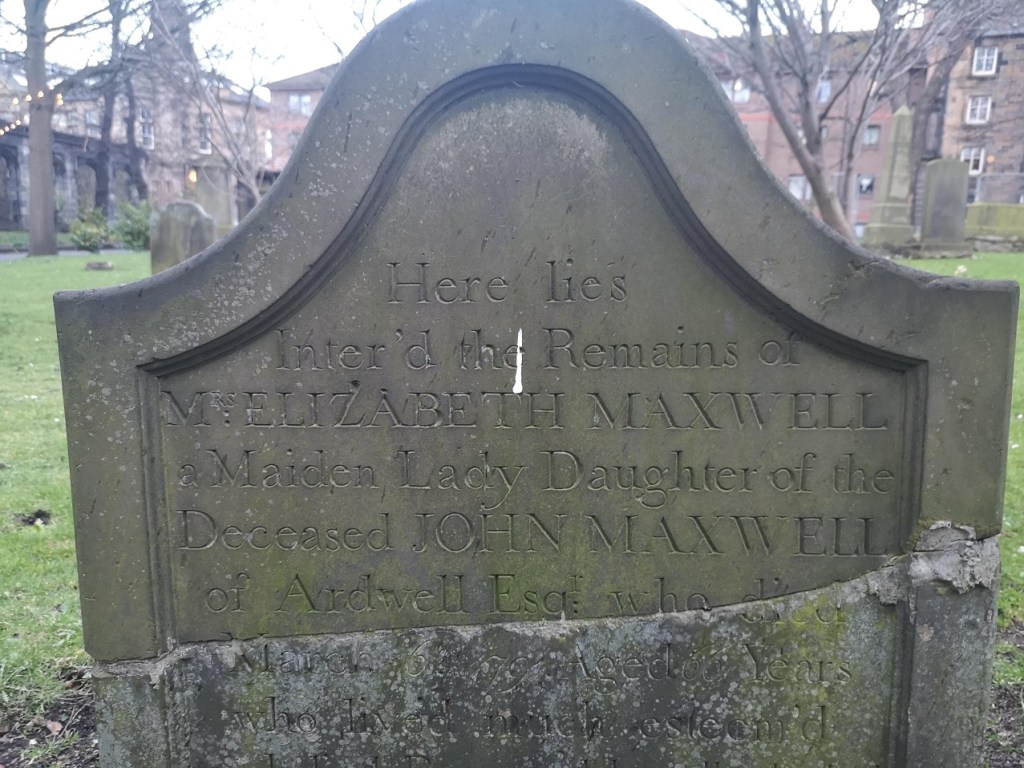 Here lies
Inter'd the Remains of
Mrs. ELIZABETH MAXWELL
a Maiden Lady Daughter of the
Deceased JOHN MAXWELL
of Ardwell Esqr. who died
March 6th Aged Years
who lived much esteem'd